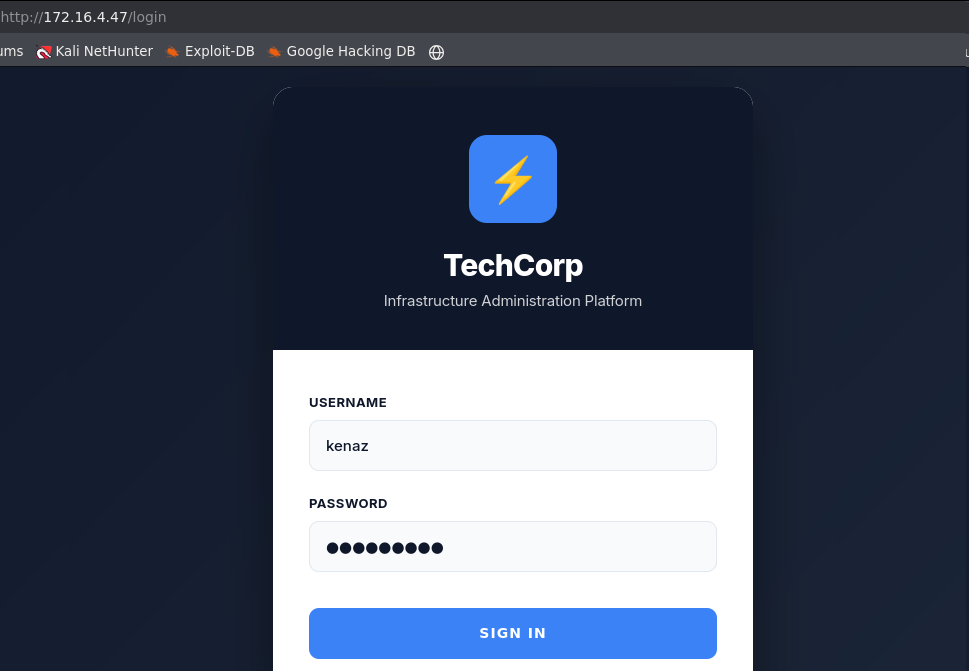 http://172.16.4.47/login
ums Kali NetHunter Exploit-DB Google Hacking DB
TechCorp
Infrastructure Administration Platform
USERNAME
kenaz
PASSWORD
●●●●●●●●●
SIGN IN